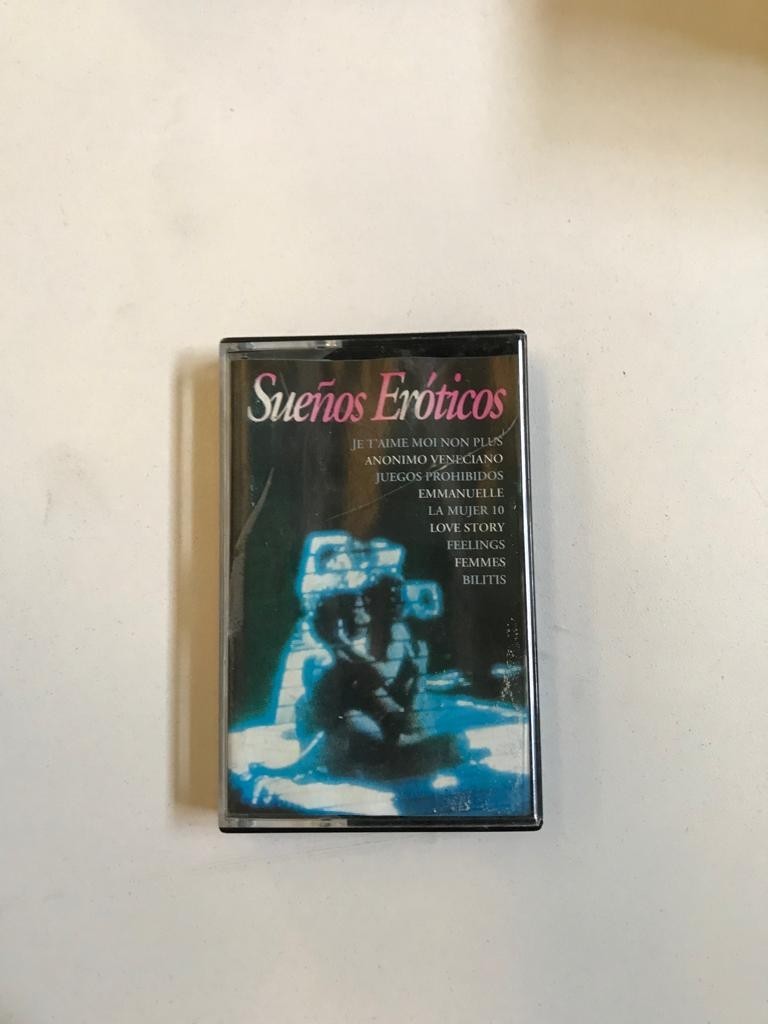 Sueños Eróticos
JE T'AIME MOI NON PLUS
ANONIMO VENECIANO
JUEGOS PROHIBIDOS
EMMANUELLE
LA MUJER 10
LOVE STORY
FEELINGS
FEMMES
BILITIS